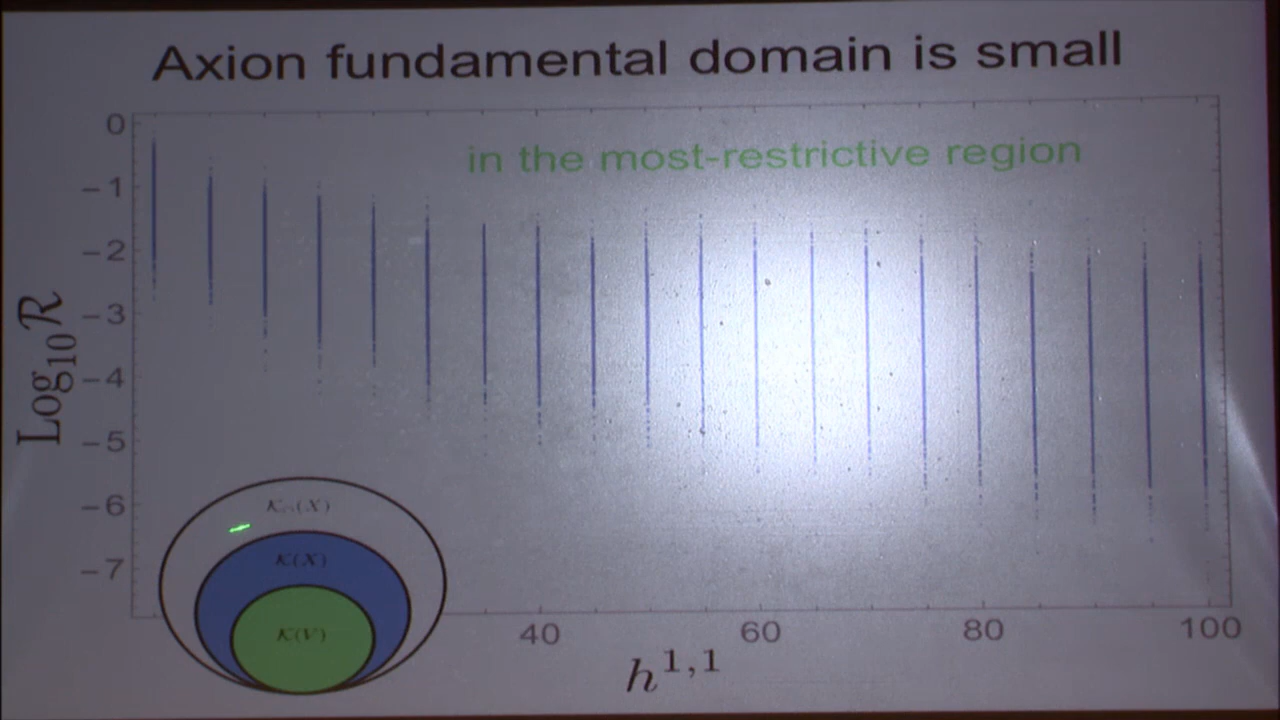 Axion fundamental domain is small
in the most-restrictive region
0
−1
−2
−3
−4
−5
−6
−7
Log₁₀ℛ
𝒦∩(X)
𝒦(X)
𝒦(V)
40
60
80
100
h¹,¹